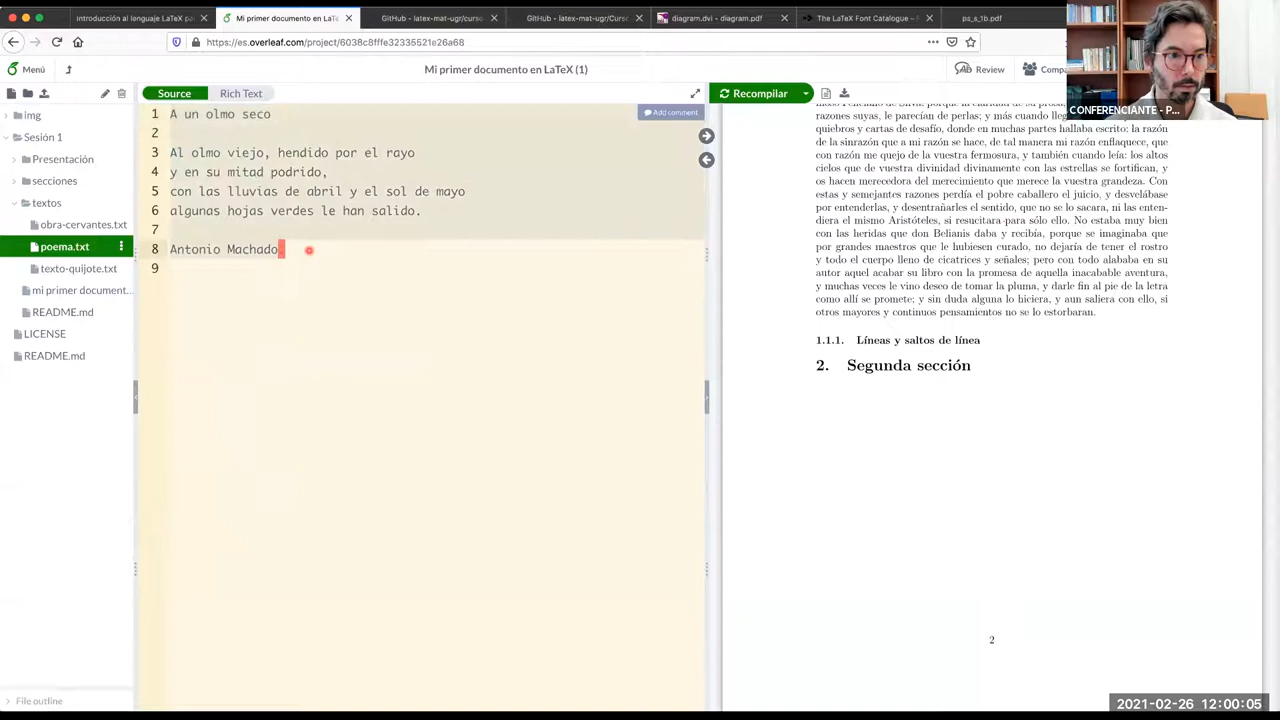 introducción al lenguaje LaTeX pa
Mi primer documento en LaTe
GitHub - latex-mat-ugr/curso
GitHub - latex-mat-ugr/Curso
diagram.dvi - diagram.pdf
The LaTeX Font Catalogue –
ps_s_1b.pdf
https://es.overleaf.com/project/6038c8fffe32335521e26a68
Menú
Mi primer documento en LaTeX (1)
Review
Comp
CONFERENCIANTE - P...
Source
Rich Text
Recompilar
img
Sesión 1
Presentación
secciones
textos
obra-cervantes.txt
poema.txt
texto-quijote.txt
mi primer document..
README.md
LICENSE
README.md
File outline
1 A un olmo seco
2
3 Al olmo viejo, hendido por el rayo
4 y en su mitad podrido,
5 con las lluvias de abril y el sol de mayo
6 algunas hojas verdes le han salido.
7
8 Antonio Machado.
9
Add comment
razones suyas, le parecían de perlas; y más cuando lleg
quiebros y cartas de desafío, donde en muchas partes hallaba escrito: la razón
de la sinrazón que a mi razón se hace, de tal manera mi razón enflaquece, que
con razón me quejo de la vuestra fermosura, y también cuando leía: los altos
cielos que de vuestra divinidad divinamente con las estrellas se fortifican, y
os hacen merecedora del merecimiento que merece la vuestra grandeza. Con
estas y semejantes razones perdía el pobre caballero el juicio, y desvelábase
por entenderlas, y desentrañarles el sentido, que no se lo sacara, ni las enten-
diera el mismo Aristóteles, si resucitara para sólo ello. No estaba muy bien
con las heridas que don Belianis daba y recibía, porque se imaginaba que
por grandes maestros que le hubiesen curado, no dejaría de tener el rostro
y todo el cuerpo lleno de cicatrices y señales; pero con todo alababa en su
autor aquel acabar su libro con la promesa de aquella inacabable aventura,
y muchas veces le vino deseo de tomar la pluma, y darle fin al pie de la letra
como allí se promete; y sin duda alguna lo hiciera, y aun saliera con ello, si
otros mayores y continuos pensamientos no se lo estorbaran.
1.1.1. Líneas y saltos de línea
2. Segunda sección
2
2021-02-26 12:00:05